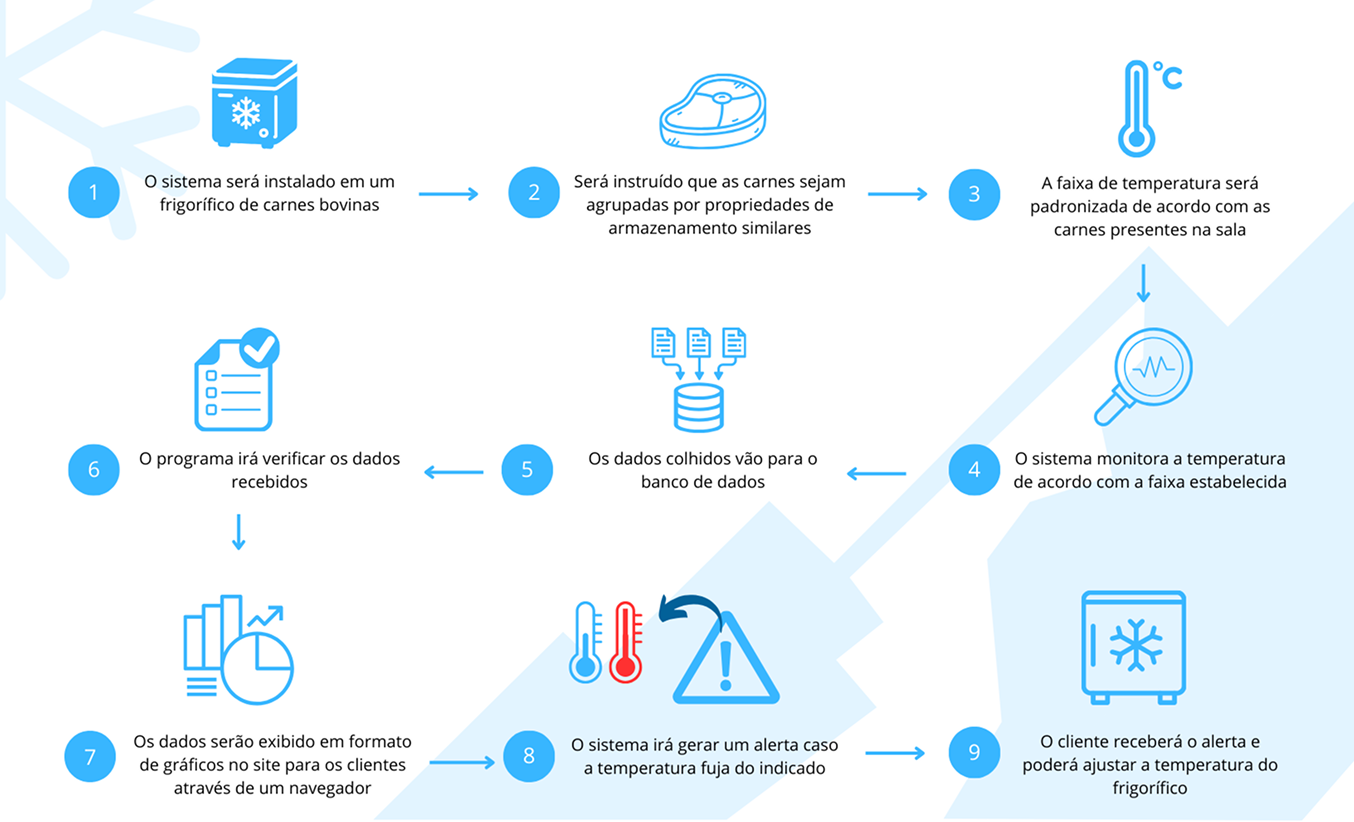 °C
1
O sistema será instalado em um
frigorífico de carnes bovinas
2
Será instruído que as carnes sejam
agrupadas por propriedades de
armazenamento similares
3
A faixa de temperatura será
padronizada de acordo com as
carnes presentes na sala
4
O sistema monitora a temperatura
de acordo com a faixa estabelecida
5
Os dados colhidos vão para o
banco de dados
6
O programa irá verificar os dados
recebidos
7
Os dados serão exibido em formato
de gráficos no site para os clientes
através de um navegador
8
O sistema irá gerar um alerta caso
a temperatura fuja do indicado
9
O cliente receberá o alerta e
poderá ajustar a temperatura do
frigorífico